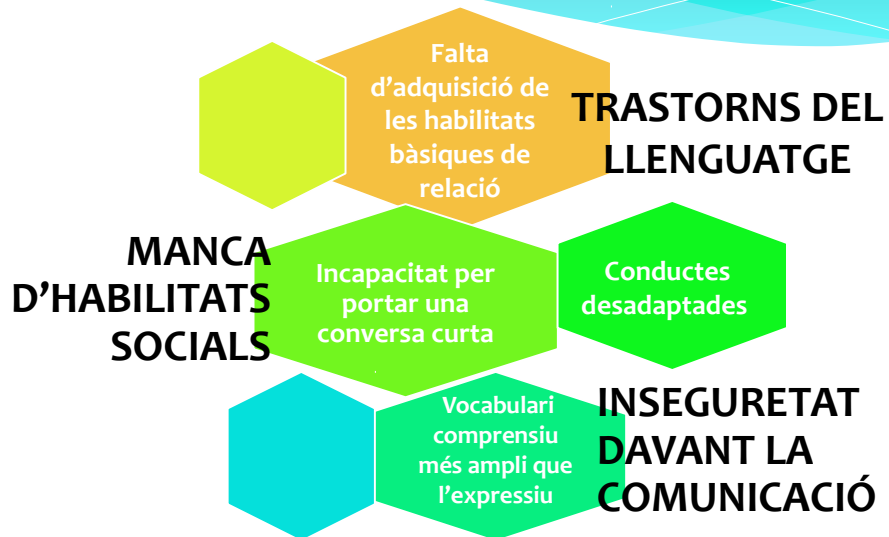 Falta
d’adquisició de
les habilitats
bàsiques de
relació
TRASTORNS DEL
LLENGUATGE
MANCA
D’HABILITATS
SOCIALS
Incapacitat per
portar una
conversa curta
Conductes
desadaptades
Vocabulari
comprensiu
més ampli que
l’expressiu
INSEGURETAT
DAVANT LA
COMUNICACIÓ